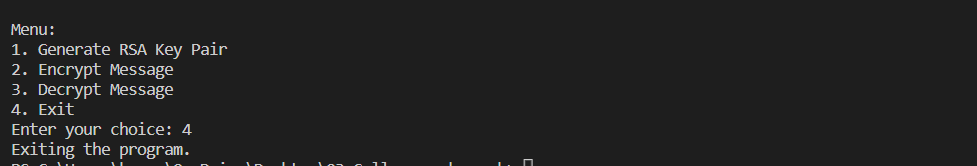 Menu:
1. Generate RSA Key Pair
2. Encrypt Message
3. Decrypt Message
4. Exit
Enter your choice: 4
Exiting the program.